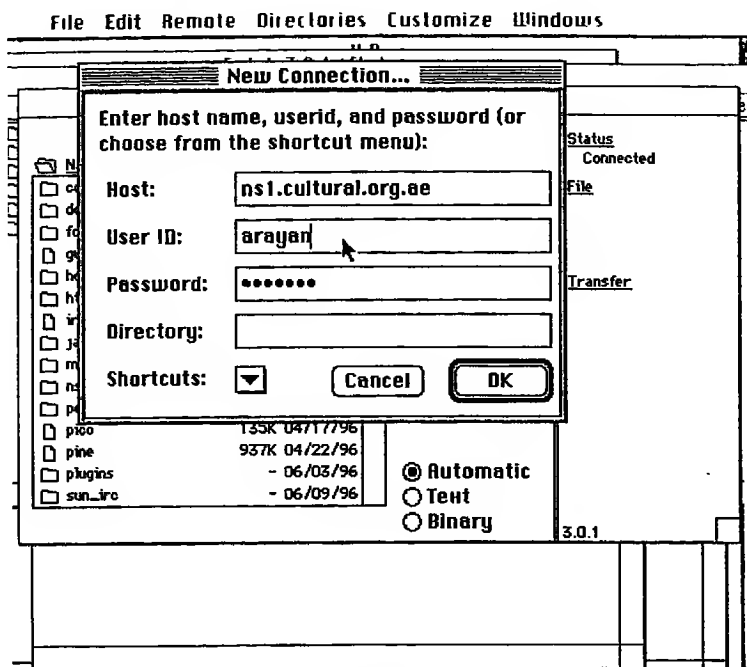 File Edit Remote Directories Customize Windows
New Connection...
Enter host name, userid, and password (or
choose from the shortcut menu):
Host: ns1.cultural.org.ae
User ID: arayan
Password: •••••••
Directory:
Shortcuts:
Cancel OK
Status
Connected
File
Transfer
pico 135K 04/17/96
pine 937K 04/22/96
plugins - 06/03/96
sun_irc - 06/09/96
Automatic
Text
Binary
3.0.1